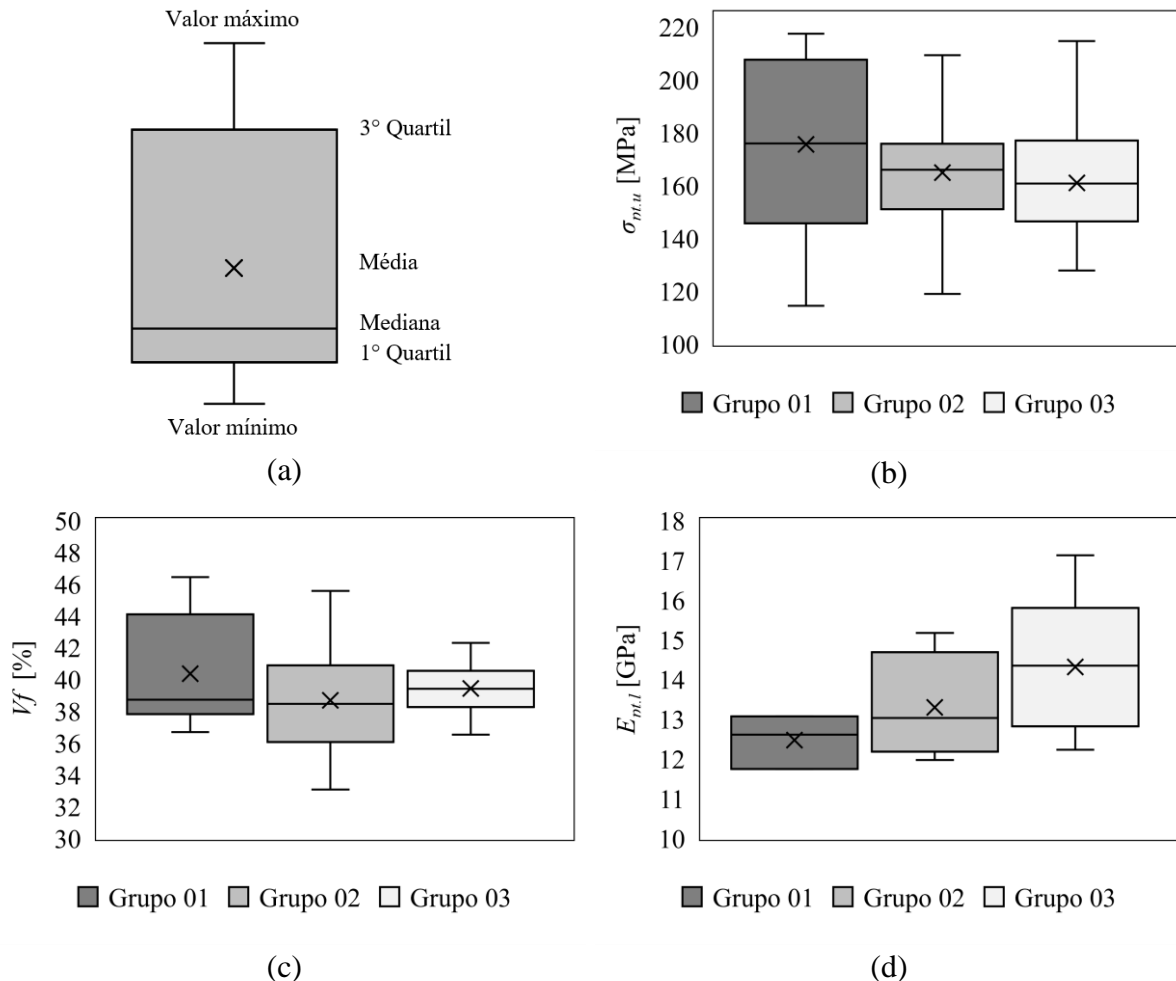 Valor máximo
3° Quartil
Média
Mediana
1° Quartil
Valor mínimo
(a)
σnt.u [MPa]
220
200
180
160
140
120
100
Grupo 01 Grupo 02 Grupo 03
(b)
Vf [%]
50
48
46
44
42
40
38
36
34
32
30
Grupo 01 Grupo 02 Grupo 03
(c)
Ent.l [GPa]
18
17
16
15
14
13
12
11
10
Grupo 01 Grupo 02 Grupo 03
(d)